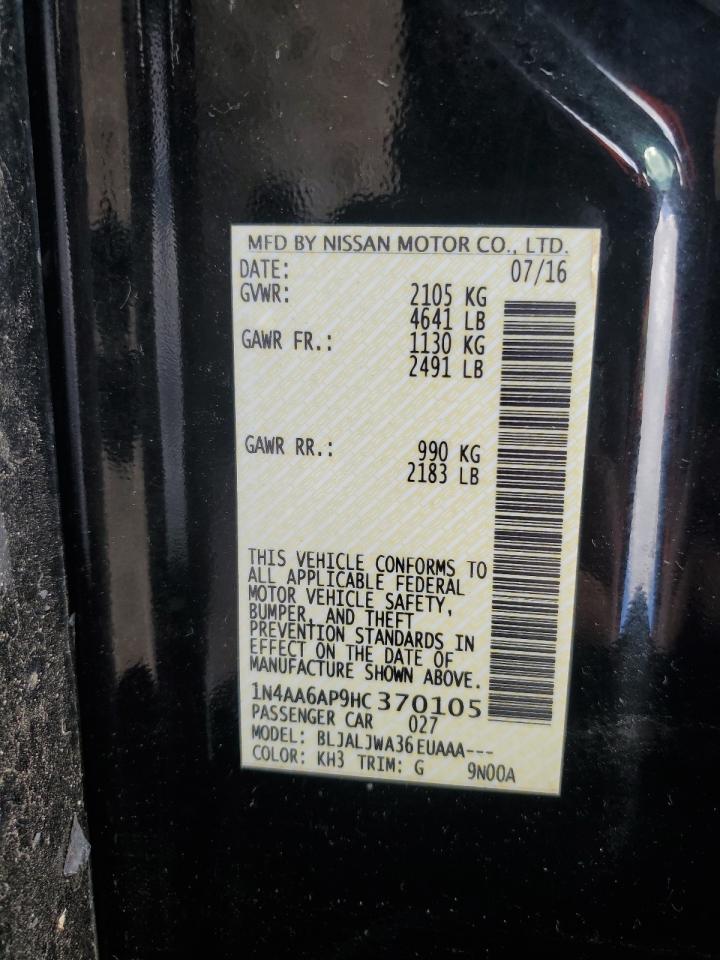 MFD BY NISSAN MOTOR CO., LTD.
DATE: 07/16
GVWR: 2105 KG
4641 LB
GAWR FR.: 1130 KG
2491 LB
GAWR RR.: 990 KG
2183 LB
THIS VEHICLE CONFORMS TO
ALL APPLICABLE FEDERAL
MOTOR VEHICLE SAFETY,
BUMPER, AND THEFT
PREVENTION STANDARDS IN
EFFECT ON THE DATE OF
MANUFACTURE SHOWN ABOVE.
1N4AA6AP9HC 370105
PASSENGER CAR 027
MODEL: BLJALJWA36EUAAA---
COLOR: KH3 TRIM: G 9N00A